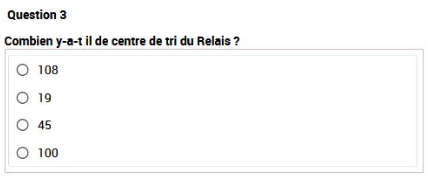 Question 3
Combien y-a-t il de centre de tri du Relais ?
108
19
45
100